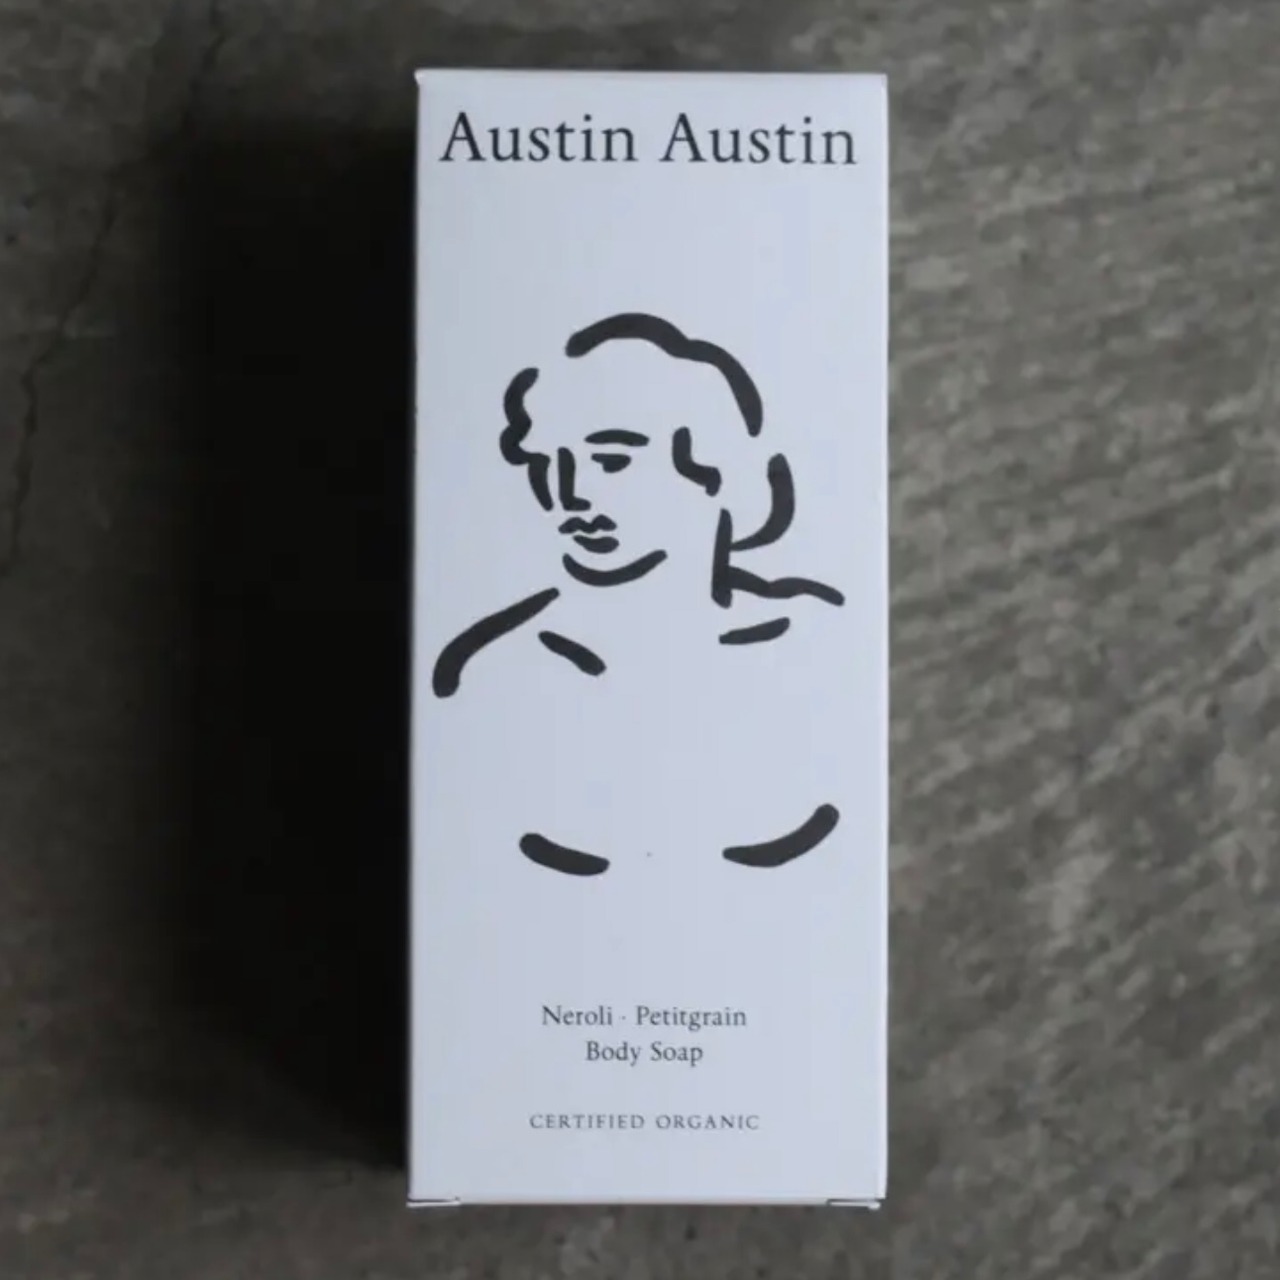 Austin Austin
Neroli · Petitgrain
Body Soap
CERTIFIED ORGANIC